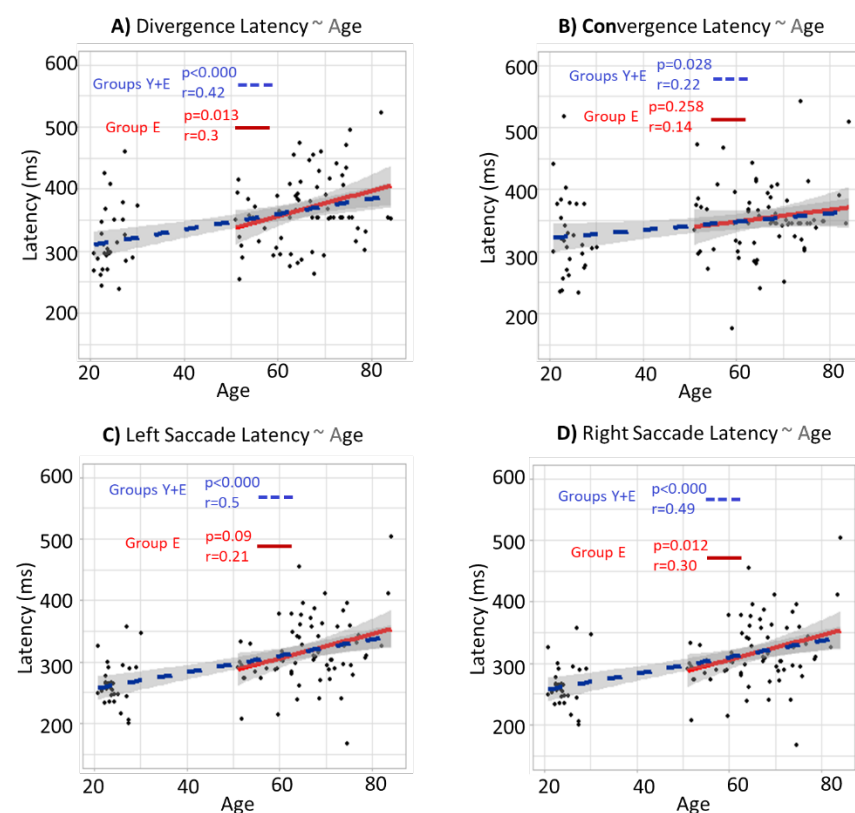 A) Divergence Latency ~ Age
600
500
400
300
200
Latency (ms)
Groups Y+E
p<0.000
r=0.42
Group E
p=0.013
r=0.3
20 40 60 80
Age
B) Convergence Latency ~ Age
600
500
400
300
200
Latency (ms)
p=0.028
Groups Y+E
r=0.22
p=0.258
Group E
r=0.14
20 40 60 80
Age
C) Left Saccade Latency ~ Age
600
500
400
300
200
Latency (ms)
Groups Y+E
p<0.000
r=0.5
Group E
p=0.09
r=0.21
20 40 60 80
Age
D) Right Saccade Latency ~ Age
600
500
400
300
200
Latency (ms)
Groups Y+E
p<0.000
r=0.49
Group E
p=0.012
r=0.30
20 40 60 80
Age